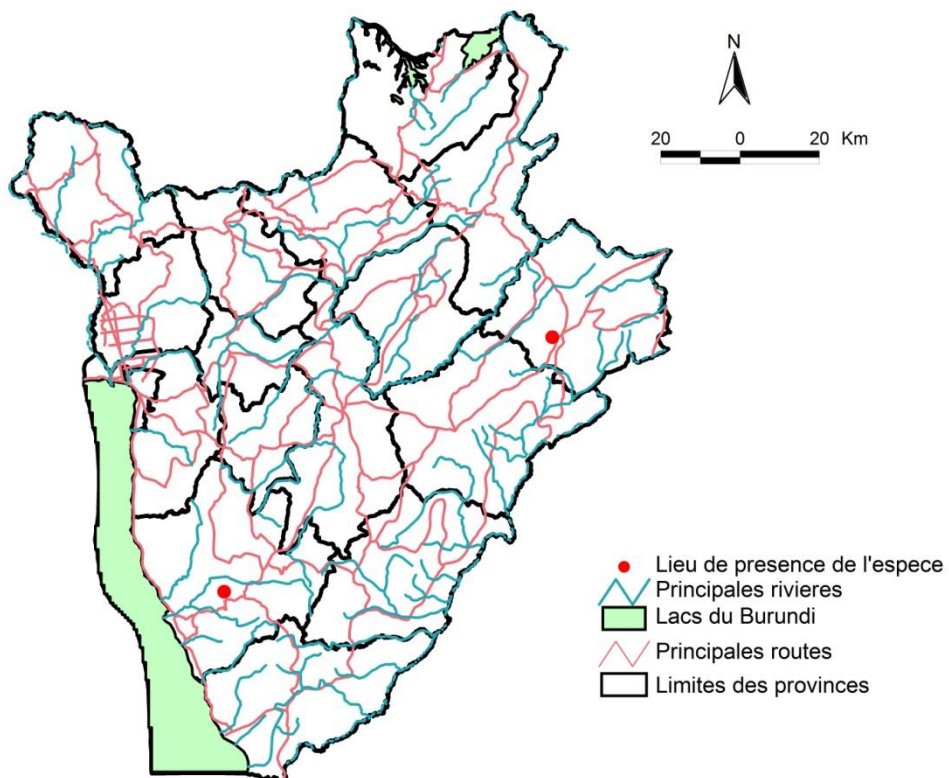 N
20 0 20 Km
Lieu de presence de l'espece
Principales rivieres
Lacs du Burundi
Principales routes
Limites des provinces